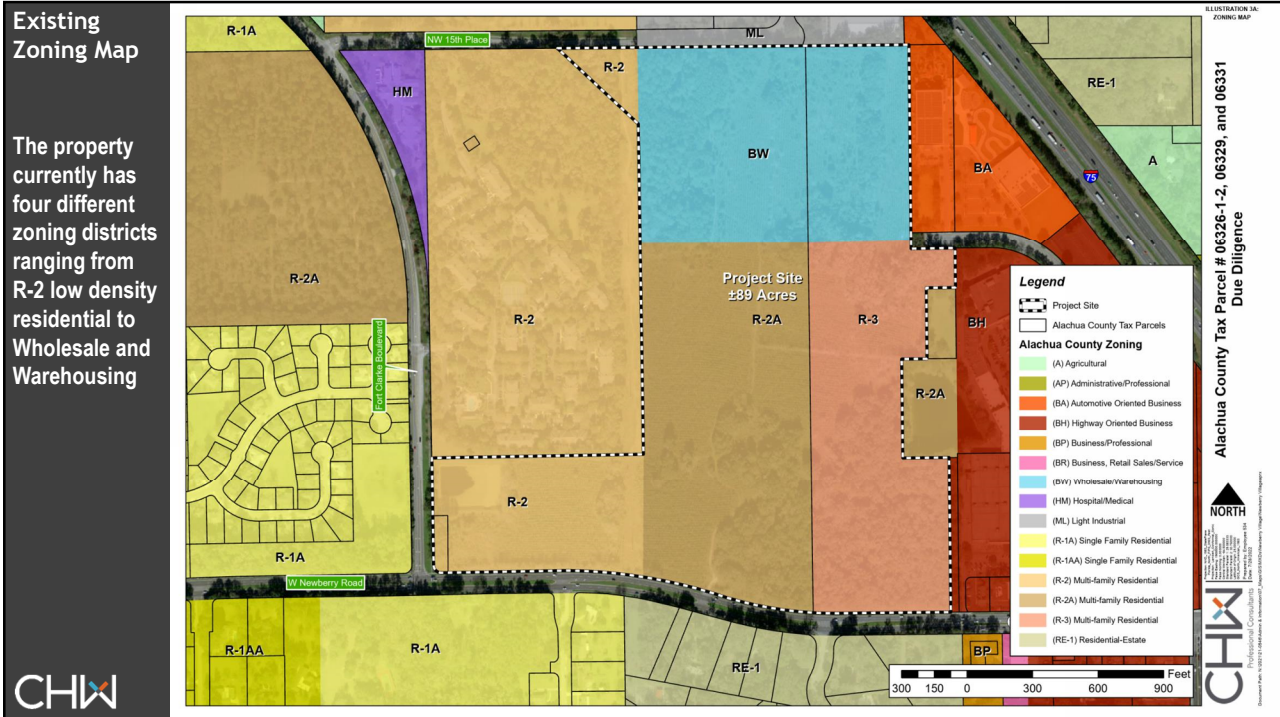 Existing
Zoning Map
The property
currently has
four different
zoning districts
ranging from
R-2 low density
residential to
Wholesale and
Warehousing
CHW
R-1A
NW 15th Place
ML
R-2
HM
RE-1
BW
BA
75
A
R-2A
Project Site
±89 Acres
R-2
R-2A
R-3
BH
Fort Clarke Boulevard
R-2A
R-2
R-1A
W Newberry Road
R-1AA
R-1A
RE-1
BP
Legend
Project Site
Alachua County Tax Parcels
Alachua County Zoning
(A) Agricultural
(AP) Administrative/Professional
(BA) Automotive Oriented Business
(BH) Highway Oriented Business
(BP) Business/Professional
(BR) Business, Retail Sales/Service
(BW) Wholesale/Warehousing
(HM) Hospital/Medical
(ML) Light Industrial
(R-1A) Single Family Residential
(R-1AA) Single Family Residential
(R-2) Multi-family Residential
(R-2A) Multi-family Residential
(R-3) Multi-family Residential
(RE-1) Residential-Estate
Feet
300 150 0 300 600 900
ILLUSTRATION 3A:
ZONING MAP
Alachua County Tax Parcel # 06326-1-2, 06329, and 06331
Due Diligence
NORTH
CHW
Professional Consultants